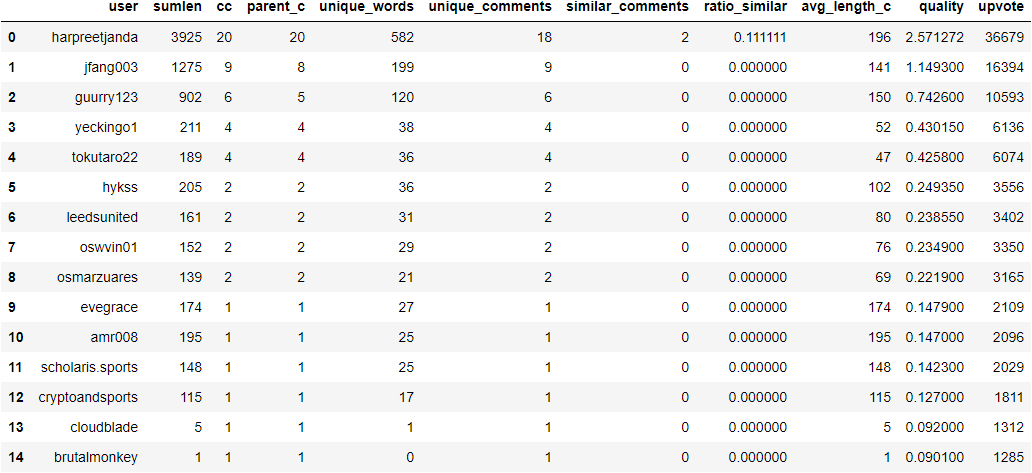 user sumlen cc parent_c unique_words unique_comments similar_comments ratio_similar avg_length_c quality upvote
0 harpreetjanda 3925 20 20 582 18 2 0.111111 196 2.571272 36679
1 jfang003 1275 9 8 199 9 0 0.000000 141 1.149300 16394
2 guurry123 902 6 5 120 6 0 0.000000 150 0.742600 10593
3 yeckingo1 211 4 4 38 4 0 0.000000 52 0.430150 6136
4 tokutaro22 189 4 4 36 4 0 0.000000 47 0.425800 6074
5 hykss 205 2 2 36 2 0 0.000000 102 0.249350 3556
6 leedsunited 161 2 2 31 2 0 0.000000 80 0.238550 3402
7 oswvin01 152 2 2 29 2 0 0.000000 76 0.234900 3350
8 osmarzuares 139 2 2 21 2 0 0.000000 69 0.221900 3165
9 evegrace 174 1 1 27 1 0 0.000000 174 0.147900 2109
10 amr008 195 1 1 25 1 0 0.000000 195 0.147000 2096
11 scholaris.sports 148 1 1 25 1 0 0.000000 148 0.142300 2029
12 cryptoandsports 115 1 1 17 1 0 0.000000 115 0.127000 1811
13 cloudblade 5 1 1 1 1 0 0.000000 5 0.092000 1312
14 brutalmonkey 1 1 1 0 1 0 0.000000 1 0.090100 1285